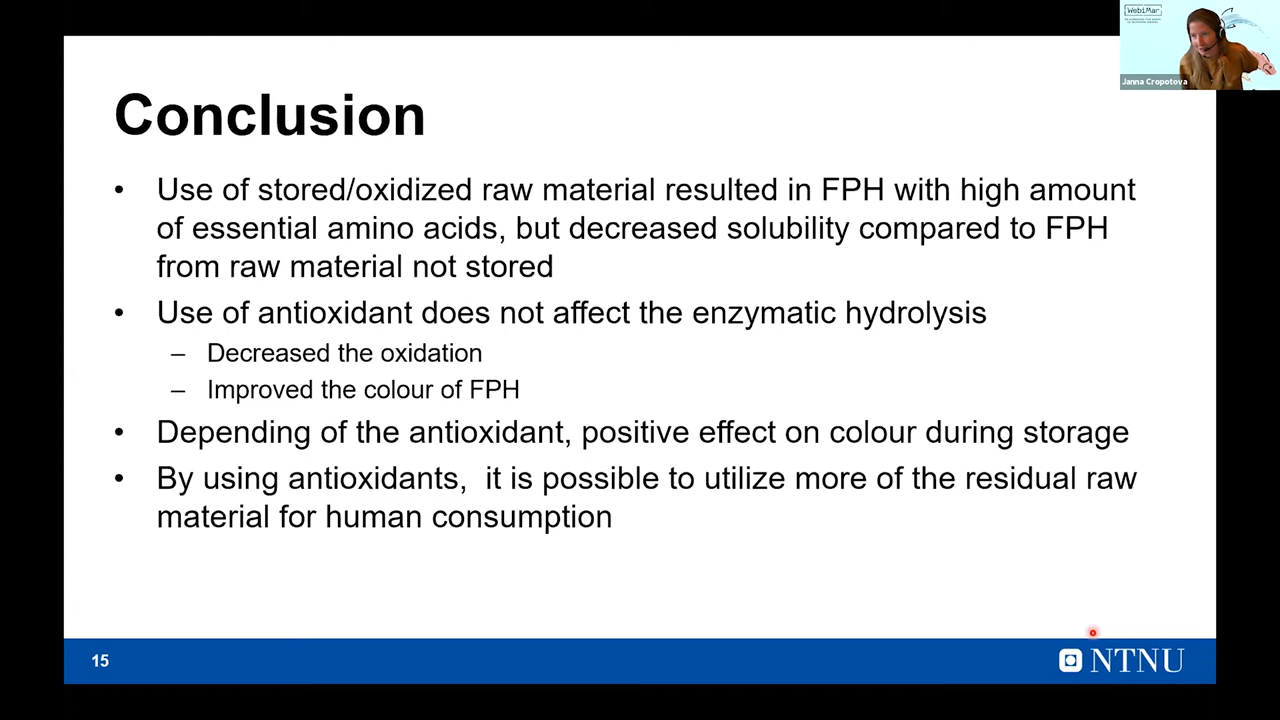 WebiMar
Janna Cropotova
Conclusion
• Use of stored/oxidized raw material resulted in FPH with high amount
of essential amino acids, but decreased solubility compared to FPH
from raw material not stored
• Use of antioxidant does not affect the enzymatic hydrolysis
– Decreased the oxidation
– Improved the colour of FPH
• Depending of the antioxidant, positive effect on colour during storage
• By using antioxidants,  it is possible to utilize more of the residual raw
material for human consumption
15
NTNU